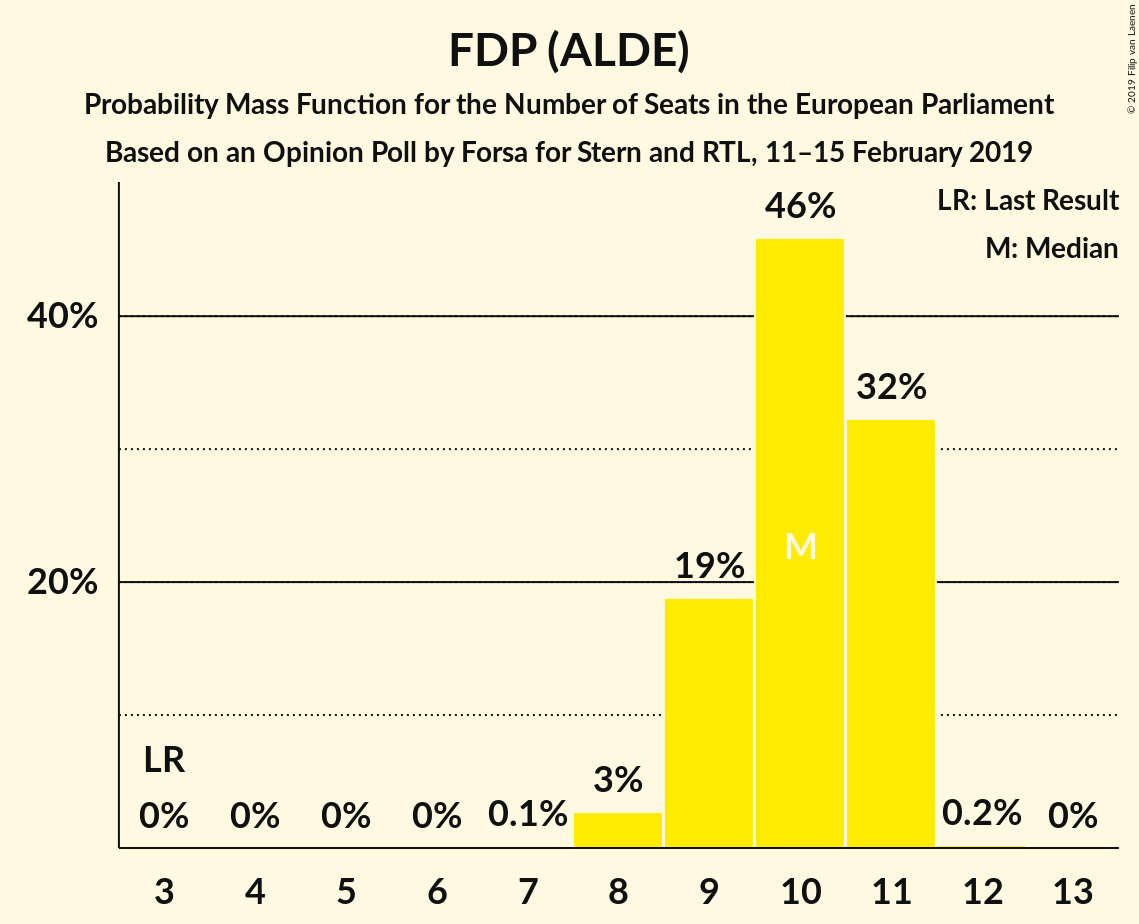 FDP (ALDE)
Probability Mass Function for the Number of Seats in the European Parliament
Based on an Opinion Poll by Forsa for Stern and RTL, 11–15 February 2019
© 2019 Filip van Laenen
LR: Last Result
M: Median
40%
20%
LR
0%
0%
0%
0%
0.1%
3%
19%
46%
M
32%
0.2%
0%
3 4 5 6 7 8 9 10 11 12 13